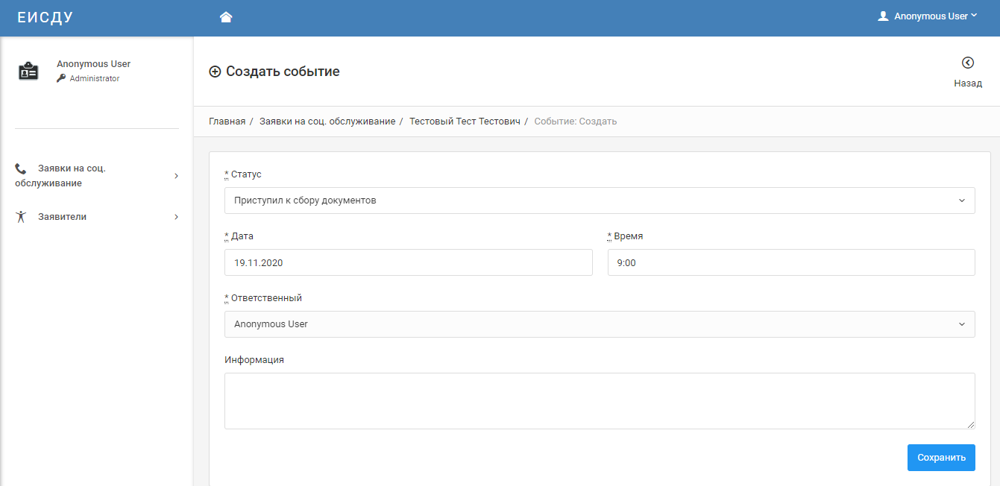 ЕИСДУ
Anonymous User
Anonymous User
Administrator
Создать событие
Назад
Главная / Заявки на соц. обслуживание / Тестовый Тест Тестович / Событие: Создать
Заявки на соц.
обслуживание
Заявители
* Статус
Приступил к сбору документов
* Дата
* Время
19.11.2020
9:00
* Ответственный
Anonymous User
Информация
Сохранить